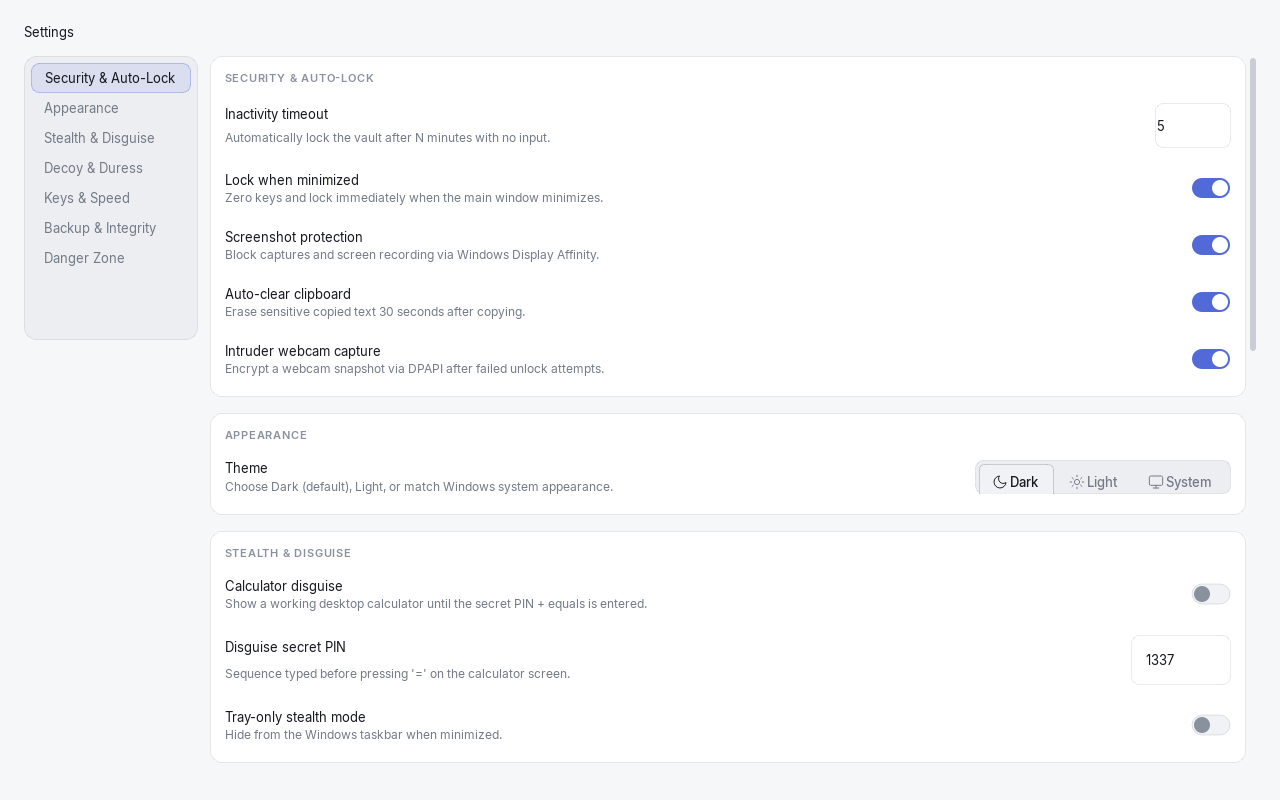 Settings
Security & Auto-Lock
Appearance
Stealth & Disguise
Decoy & Duress
Keys & Speed
Backup & Integrity
Danger Zone
SECURITY & AUTO-LOCK
Inactivity timeout
Automatically lock the vault after N minutes with no input.
5
Lock when minimized
Zero keys and lock immediately when the main window minimizes.
Screenshot protection
Block captures and screen recording via Windows Display Affinity.
Auto-clear clipboard
Erase sensitive copied text 30 seconds after copying.
Intruder webcam capture
Encrypt a webcam snapshot via DPAPI after failed unlock attempts.
APPEARANCE
Theme
Choose Dark (default), Light, or match Windows system appearance.
Dark Light System
STEALTH & DISGUISE
Calculator disguise
Show a working desktop calculator until the secret PIN + equals is entered.
Disguise secret PIN
Sequence typed before pressing '=' on the calculator screen.
1337
Tray-only stealth mode
Hide from the Windows taskbar when minimized.